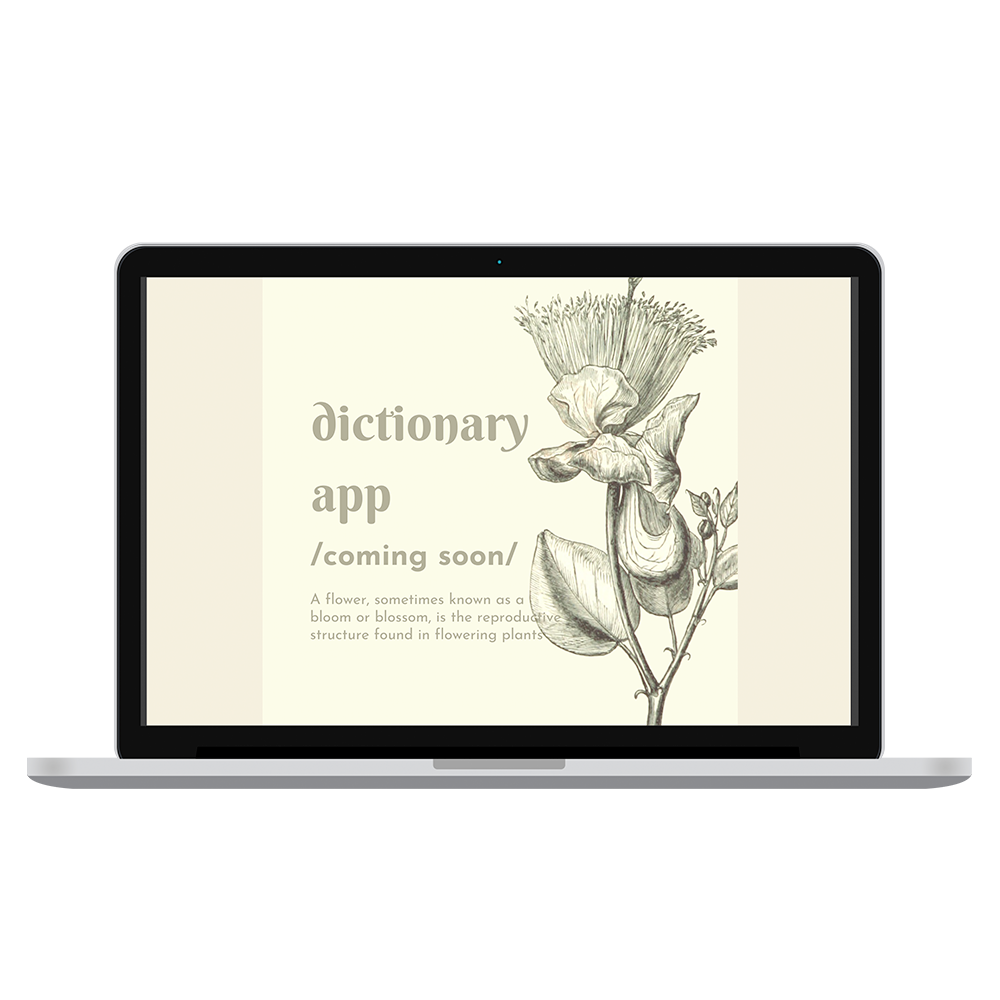 dictionary
app
/coming soon/
A flower, sometimes known as a
bloom or blossom, is the reproductive
structure found in flowering plants